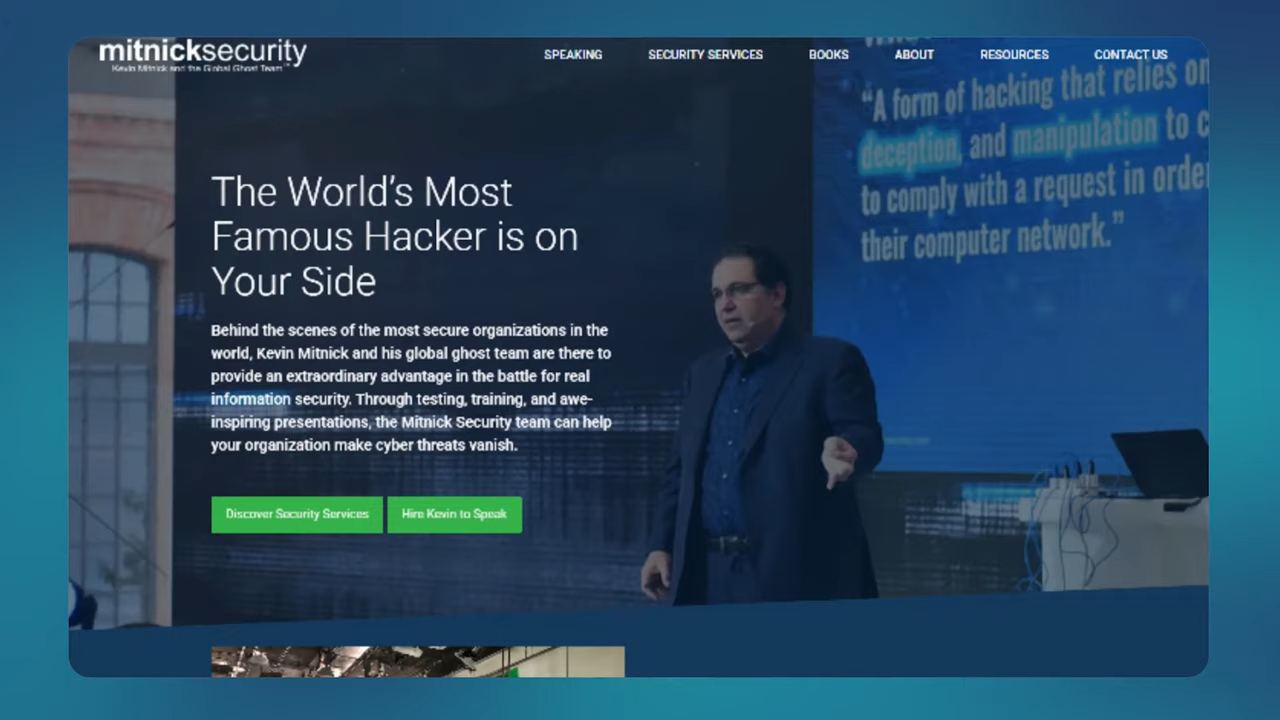 mitnicksecurity
Kevin Mitnick and the Global Ghost Team™
SPEAKING
SECURITY SERVICES
BOOKS
ABOUT
RESOURCES
CONTACT US
“A form of hacking that relies on
deception, and manipulation to
to comply with a request in
their computer network.”
The World’s Most
Famous Hacker is on
Your Side
Behind the scenes of the most secure organizations in the
world, Kevin Mitnick and his global ghost team are there to
provide an extraordinary advantage in the battle for real
information security. Through testing, training, and awe-
inspiring presentations, the Mitnick Security team can help
your organization make cyber threats vanish.
Discover Security Services
Hire Kevin to Speak